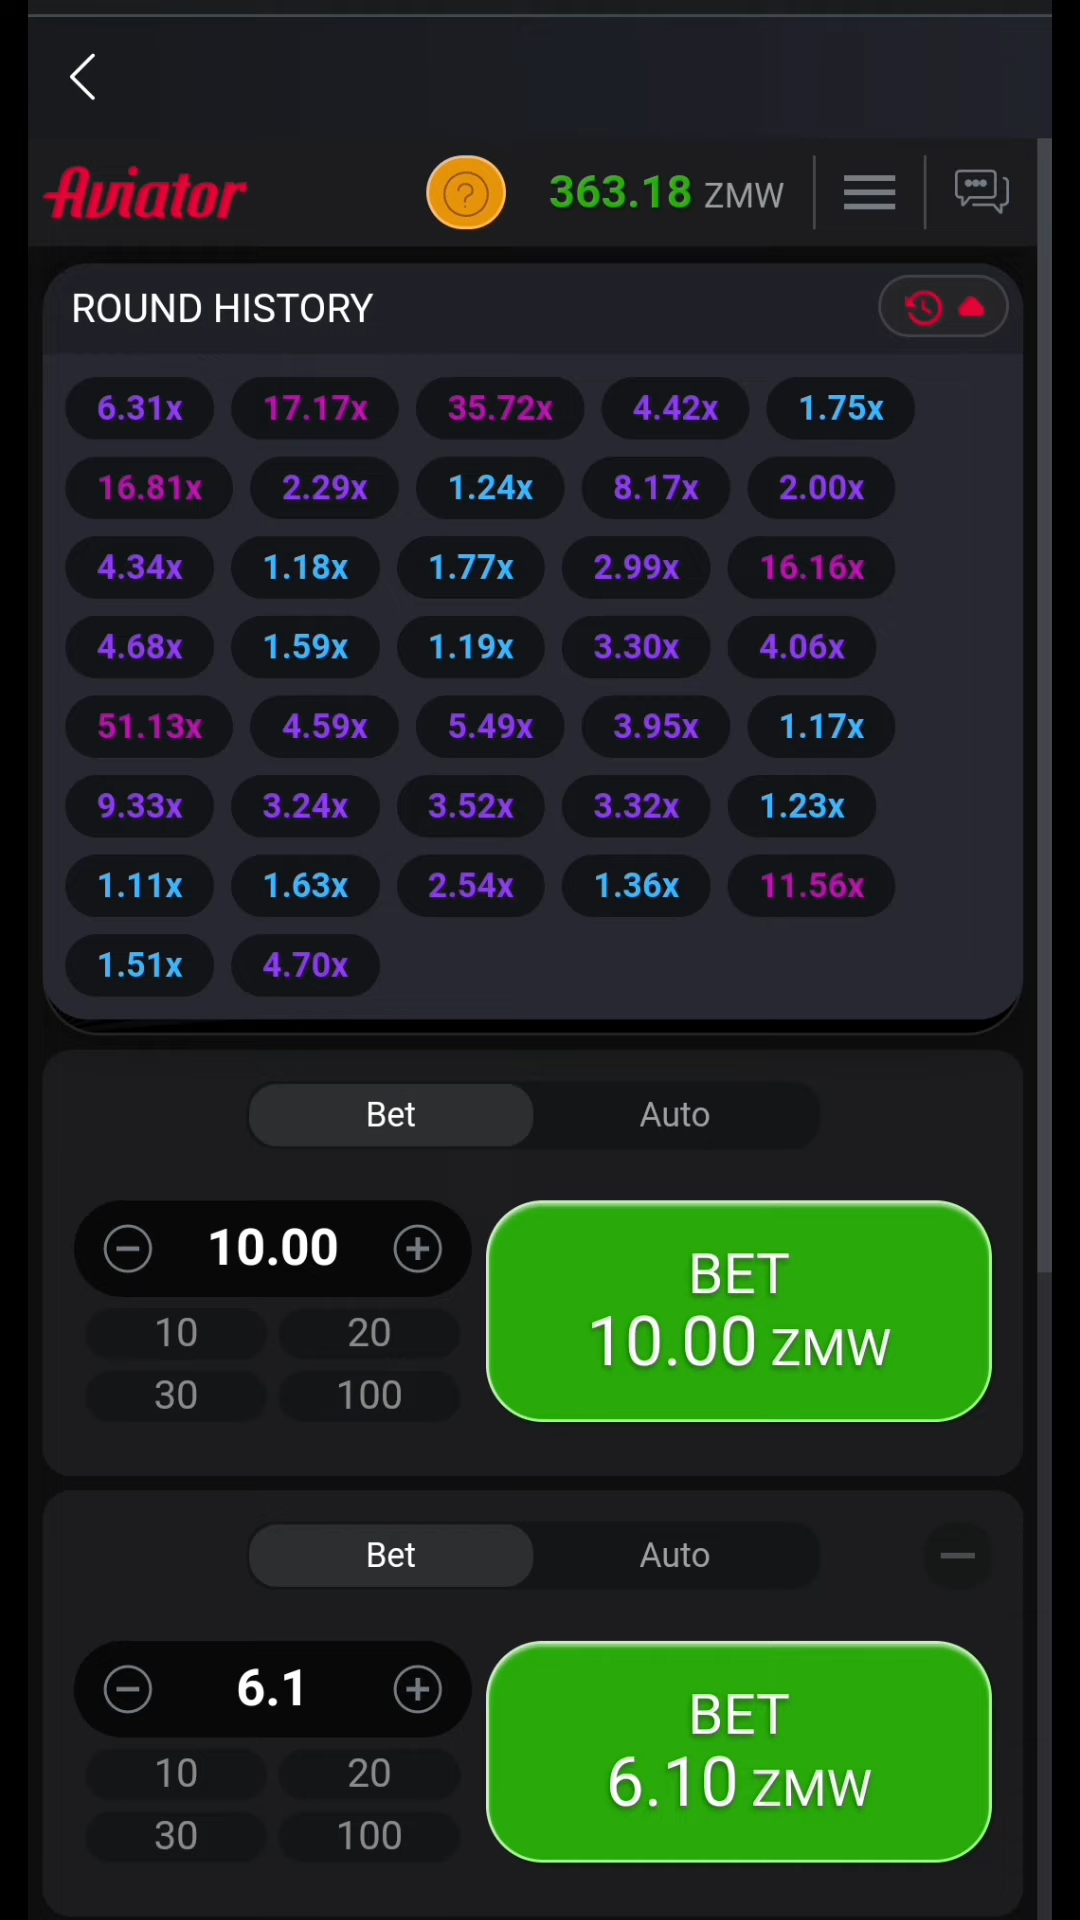 Aviator
363.18 ZMW
ROUND HISTORY
6.31x 17.17x 35.72x 4.42x 1.75x
16.81x 2.29x 1.24x 8.17x 2.00x
4.34x 1.18x 1.77x 2.99x 16.16x
4.68x 1.59x 1.19x 3.30x 4.06x
51.13x 4.59x 5.49x 3.95x 1.17x
9.33x 3.24x 3.52x 3.32x 1.23x
1.11x 1.63x 2.54x 1.36x 11.56x
1.51x 4.70x
Bet Auto
10.00
10 20
30 100
BET
10.00 ZMW
Bet Auto
6.1
10 20
30 100
BET
6.10 ZMW